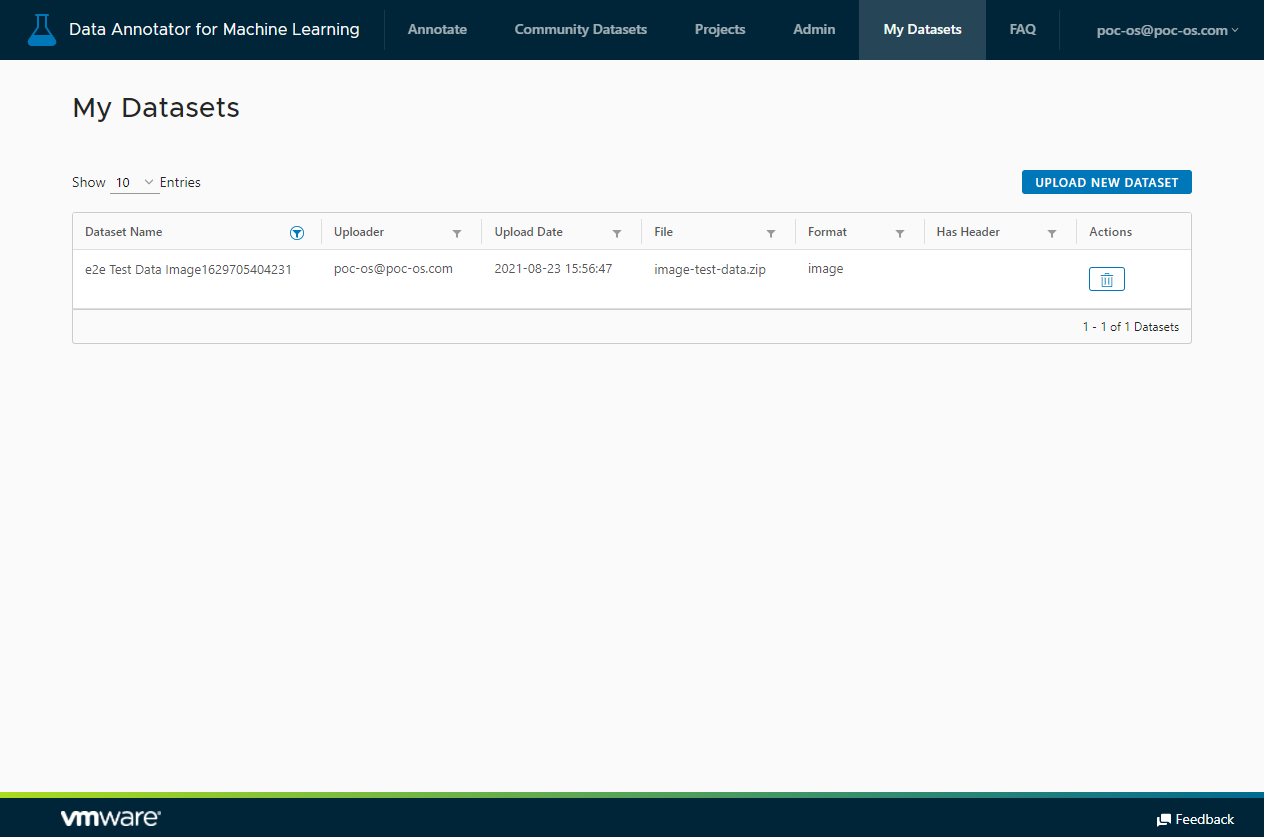 Data Annotator for Machine Learning Annotate Community Datasets Projects Admin My Datasets FAQ poc-os@poc-os.com
My Datasets
Show 10 Entries UPLOAD NEW DATASET
Dataset Name Uploader Upload Date File Format Has Header Actions
e2e Test Data Image1629705404231 poc-os@poc-os.com 2021-08-23 15:56:47 image-test-data.zip image
1 - 1 of 1 Datasets
vmware Feedback